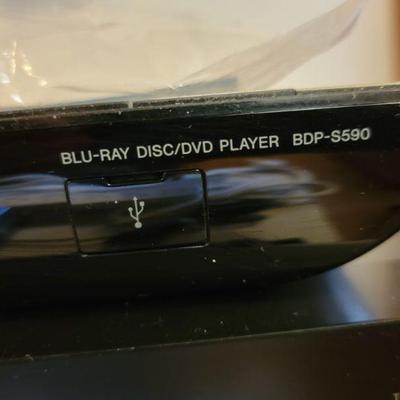 BLU-RAY DISC/DVD PLAYER BDP-S590